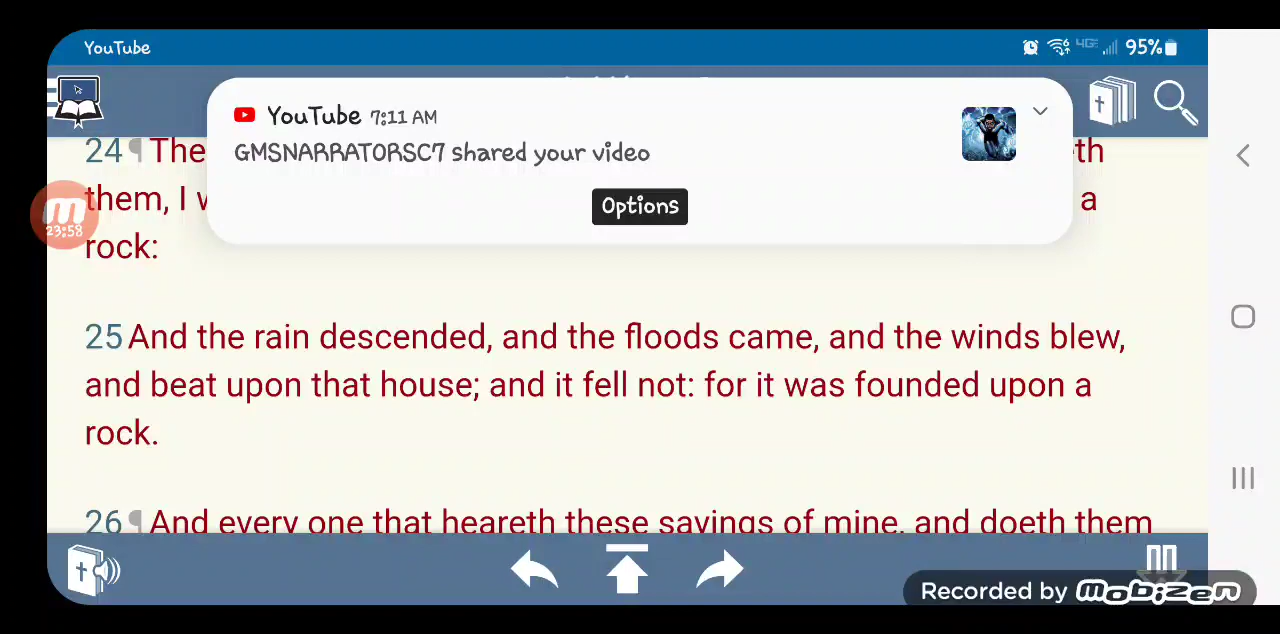 YouTube
4GE 95%
YouTube 7:11 AM
GMSNARRATORSC7 shared your video
Options
24 ¶ The th
them, I a
rock:
23:58
25 And the rain descended, and the floods came, and the winds blew,
and beat upon that house; and it fell not: for it was founded upon a
rock.
26 ¶ And every one that heareth these sayings of mine, and doeth them
Recorded by mobizen